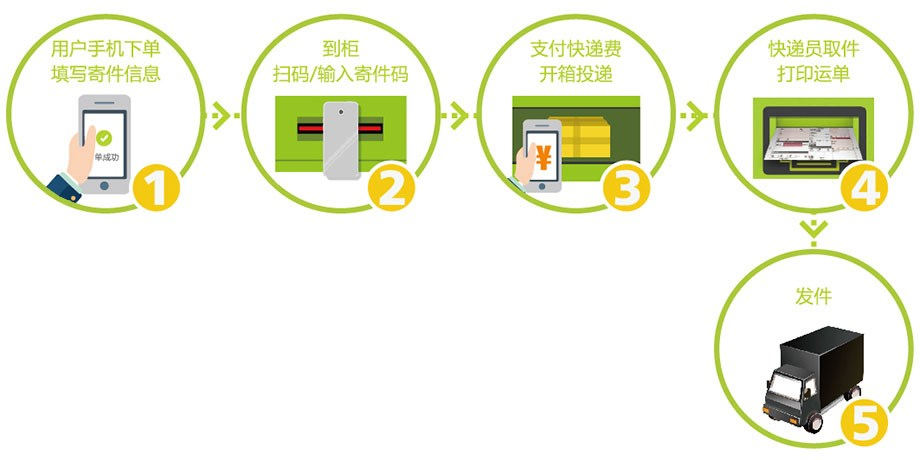 用户手机下单
填写寄件信息
单成功
1
到柜
扫码/输入寄件码
2
支付快递费
开箱投递
¥
3
快递员取件
打印运单
4
发件
5